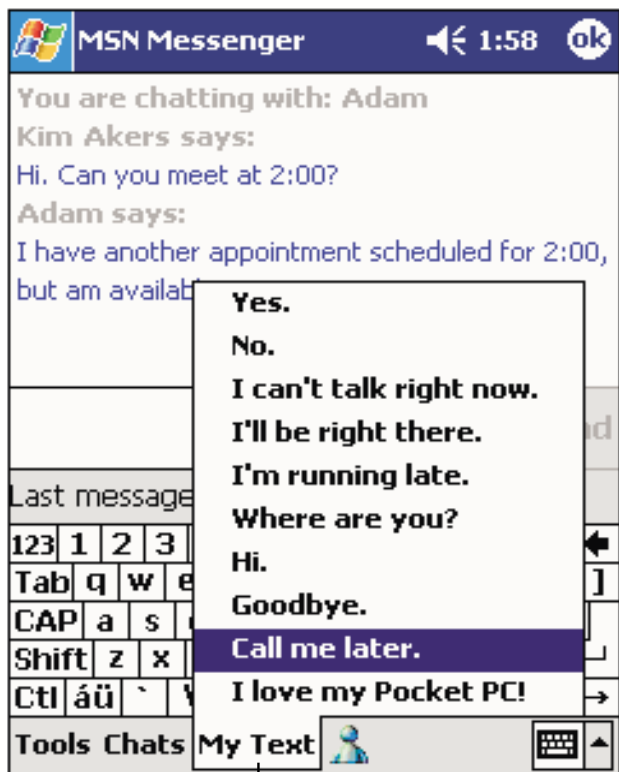 MSN Messenger 1:58 ok
You are chatting with: Adam
Kim Akers says:
Hi. Can you meet at 2:00?
Adam says:
I have another appointment scheduled for 2:00,
but am
Yes.
No.
I can't talk right now.
I'll be right there.
I'm running late.
Where are you?
Hi.
Goodbye.
Call me later.
I love my Pocket PC!
Last message
123 1 2 3
Tab q w e ]
CAP a s
Shift z x
Ctl áü `
Tools Chats My Text